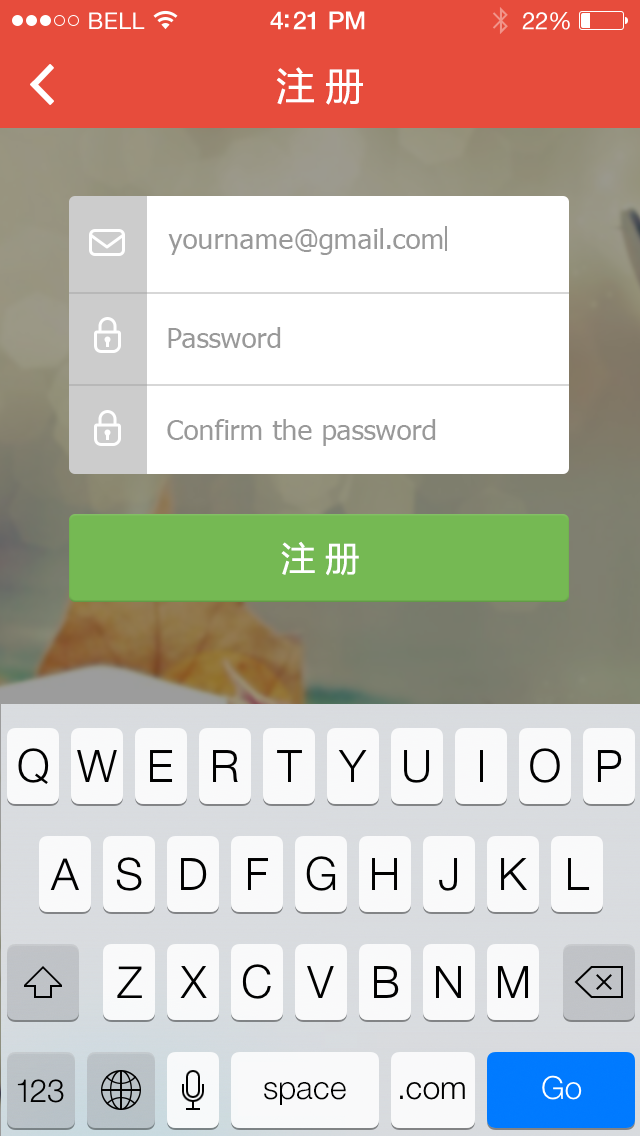 BELL 4:21 PM 22%
注册
yourname@gmail.com
Password
Confirm the password
注册
Q W E R T Y U I O P
A S D F G H J K L
Z X C V B N M
123 space .com Go